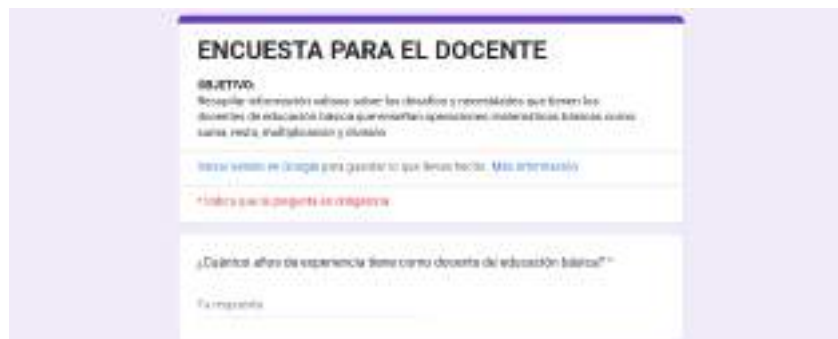 ENCUESTA PARA EL DOCENTE
OBJETIVO:
Recopilar información valiosa sobre los desafíos y necesidades que tienen los
docentes de educación básica que enseñan operaciones matemáticas básicas como
suma, resta, multiplicación y división
Iniciar sesión en Google para guardar lo que llevas hecho. Más información
* Indica que la pregunta es obligatoria
¿Cuántos años de experiencia tiene como docente de educación básica? *
Tu respuesta